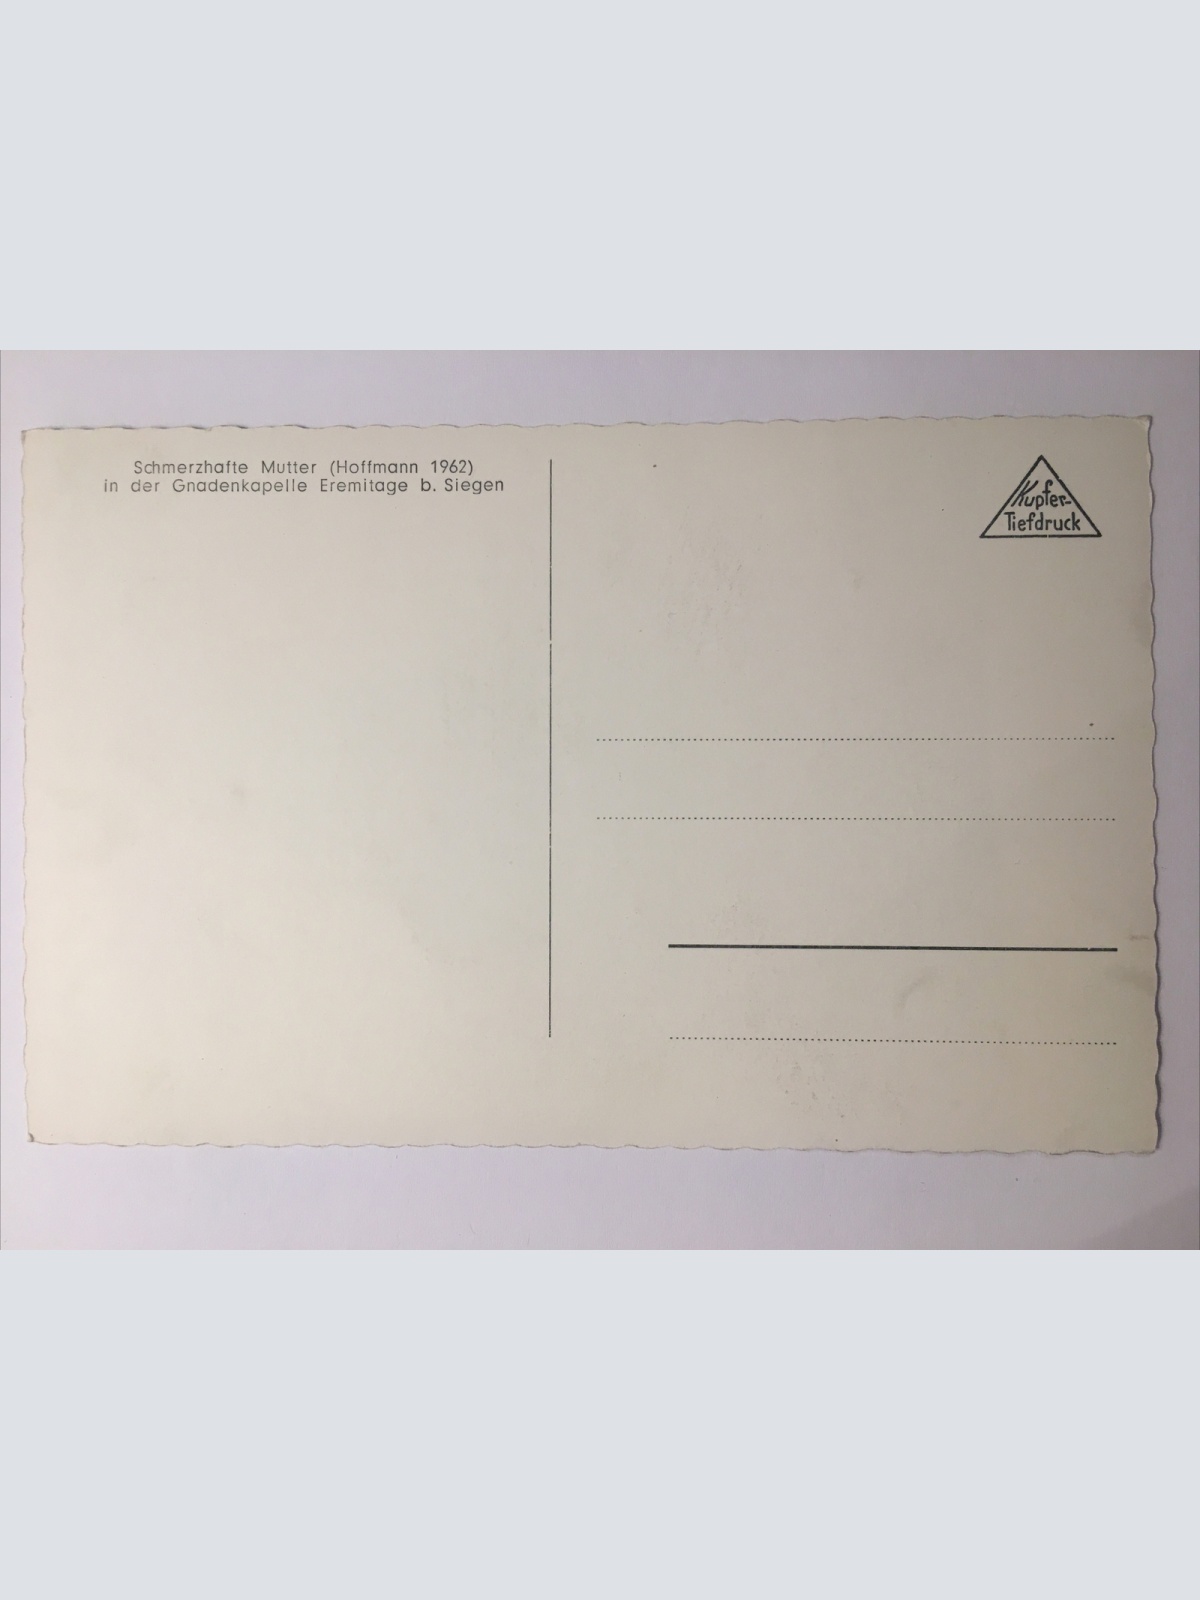 Schmerzhafte Mutter (Hoffmann 1962)
in der Gnadenkapelle Eremitage b. Siegen
Kupfer-
Tiefdruck